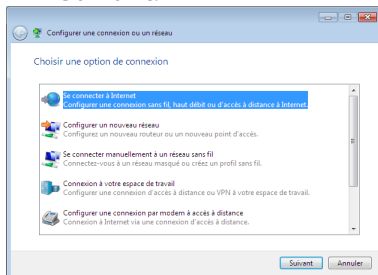 Configurer une connexion ou un réseau
Choisir une option de connexion
Se connecter à Internet
Configurer une connexion sans fil, haut débit ou d'accès à distance à Internet.
Configurer un nouveau réseau
Configurez un nouveau routeur ou un nouveau point d'accès.
Se connecter manuellement à un réseau sans fil
Connectez-vous à un réseau masqué ou créez un profil sans fil.
Connexion à votre espace de travail
Configurer une connexion d'accès à distance ou VPN à votre espace de travail.
Configurer une connexion par modem à accès à distance
Connexion à Internet via une connexion d'accès à distance.
Suivant Annuler